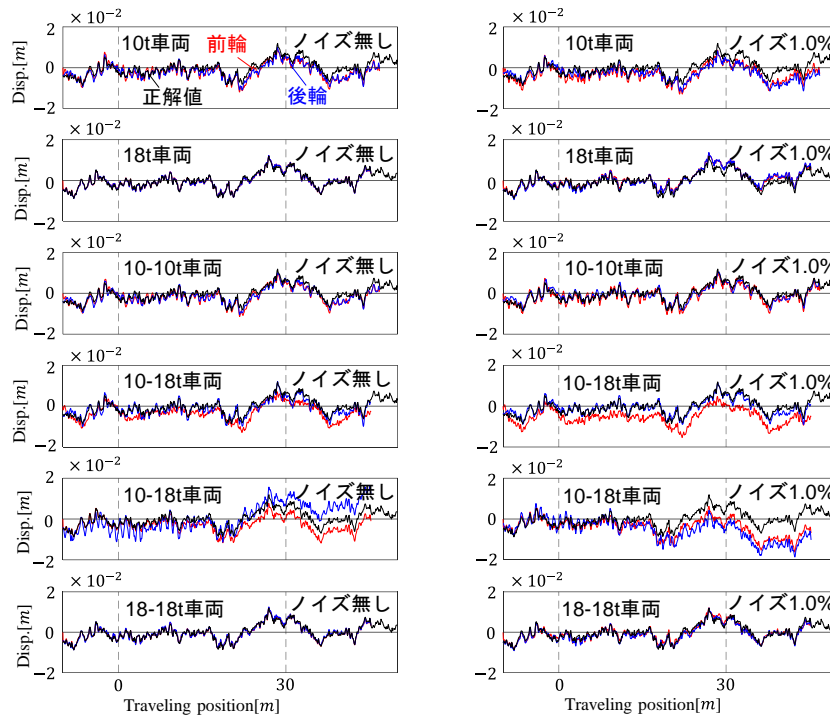 × 10⁻²
2
0
−2
Disp.[m]
10t車両
前輪
ノイズ無し
正解値
後輪
× 10⁻²
2
0
−2
Disp.[m]
10t車両
ノイズ1.0%
× 10⁻²
2
0
−2
Disp.[m]
18t車両
ノイズ無し
× 10⁻²
2
0
−2
Disp.[m]
18t車両
ノイズ1.0%
× 10⁻²
2
0
−2
Disp.[m]
10-10t車両
ノイズ無し
× 10⁻²
2
0
−2
Disp.[m]
10-10t車両
ノイズ1.0%
× 10⁻²
2
0
−2
Disp.[m]
10-18t車両
ノイズ無し
× 10⁻²
2
0
−2
Disp.[m]
10-18t車両
ノイズ1.0%
× 10⁻²
2
0
−2
Disp.[m]
10-18t車両
ノイズ無し
× 10⁻²
2
0
−2
Disp.[m]
10-18t車両
ノイズ1.0%
× 10⁻²
2
0
−2
Disp.[m]
18-18t車両
ノイズ無し
× 10⁻²
2
0
−2
Disp.[m]
18-18t車両
ノイズ1.0%
0
30
Traveling position[m]
0
30
Traveling position[m]